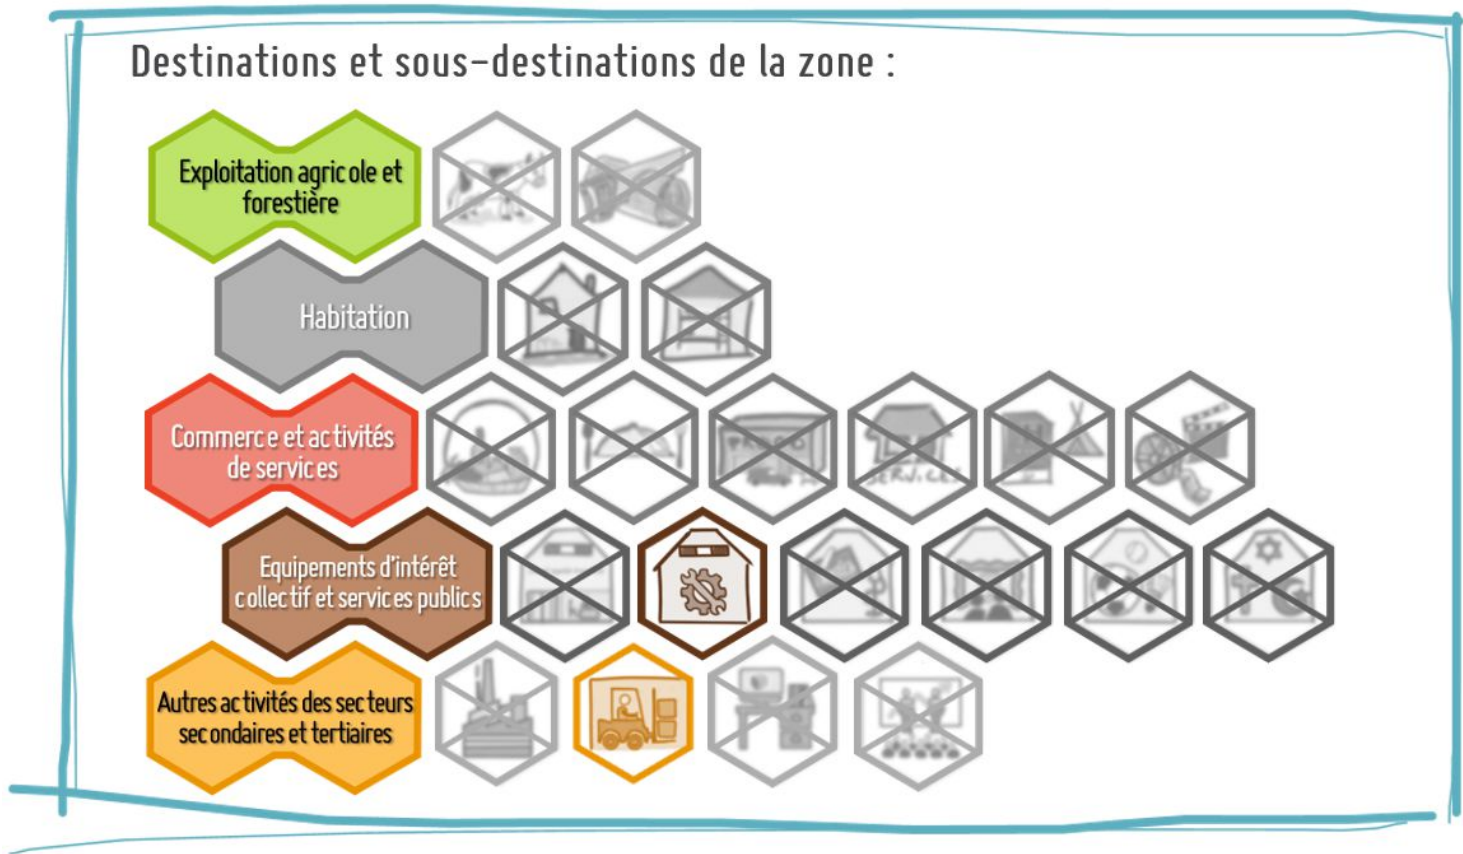 Destinations et sous-destinations de la zone :
Exploitation agricole et
forestière
Habitation
Commerce et activités
de services
SERVICES
Equipements d'intérêt
collectif et services publics
Autres activités des secteurs
secondaires et tertiaires